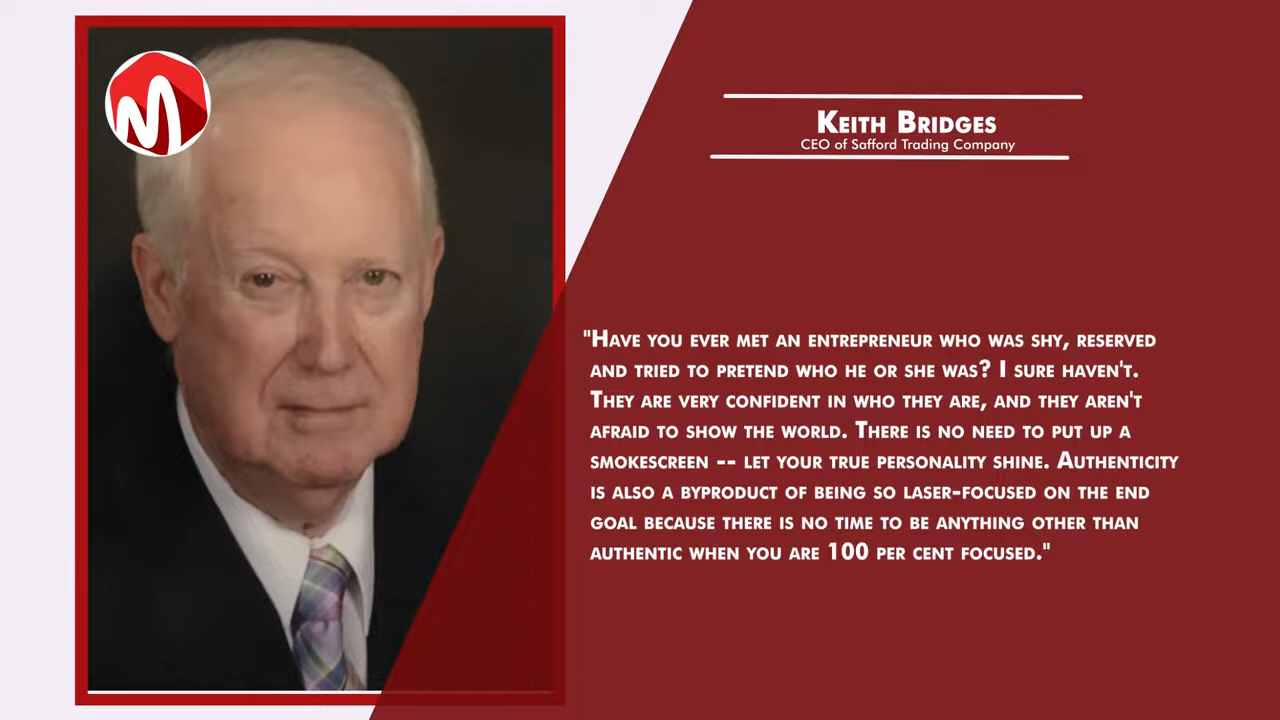 M
Keith Bridges
CEO of Safford Trading Company
"Have you ever met an entrepreneur who was shy, reserved
and tried to pretend who he or she was? I sure haven't.
They are very confident in who they are, and they aren't
afraid to show the world. There is no need to put up a
smokescreen -- let your true personality shine. Authenticity
is also a byproduct of being so laser-focused on the end
goal because there is no time to be anything other than
authentic when you are 100 per cent focused."